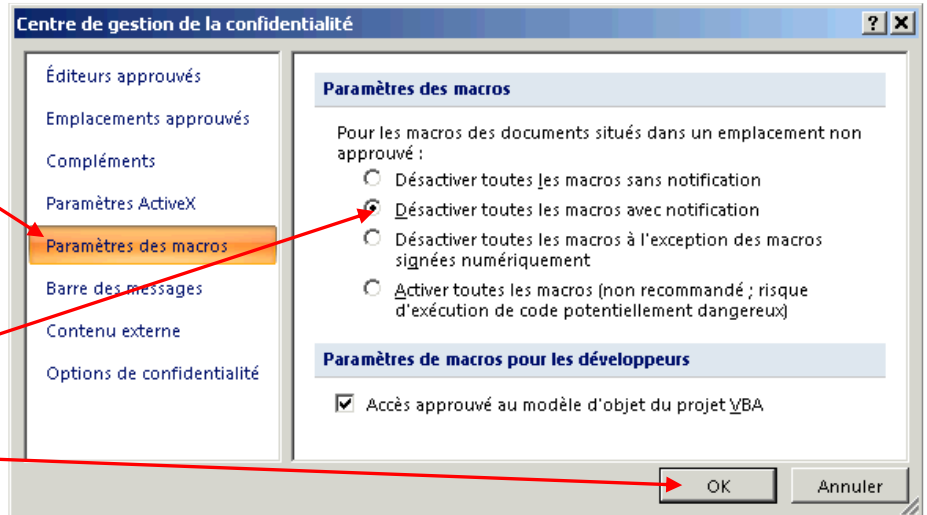 Centre de gestion de la confidentialité
Éditeurs approuvés
Emplacements approuvés
Compléments
Paramètres ActiveX
Paramètres des macros
Barre des messages
Contenu externe
Options de confidentialité
Paramètres des macros
Pour les macros des documents situés dans un emplacement non
approuvé :
Désactiver toutes les macros sans notification
Désactiver toutes les macros avec notification
Désactiver toutes les macros à l'exception des macros
signées numériquement
Activer toutes les macros (non recommandé ; risque
d'exécution de code potentiellement dangereux)
Paramètres de macros pour les développeurs
Accès approuvé au modèle d'objet du projet VBA
OK
Annuler